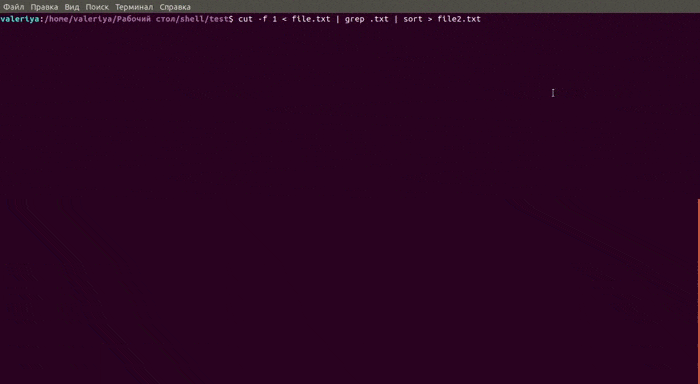 Файл Правка Вид Поиск Терминал Справка
valeriya:/home/valeriya/Рабочий стол/shell/test$ cut -f 1 < file.txt | grep .txt | sort > file2.txt